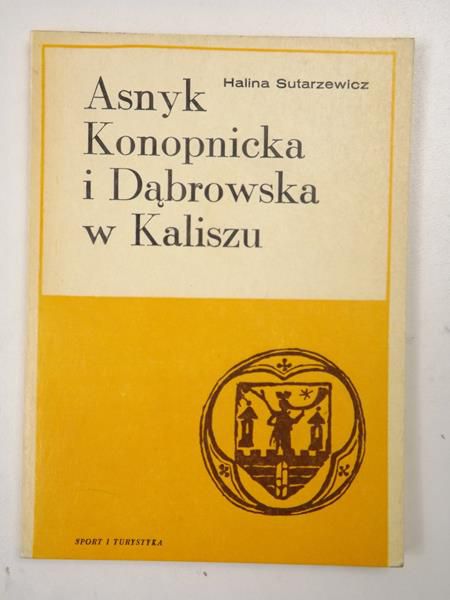 Halina Sutarzewicz
Asnyk
Konopnicka
i Dąbrowska
w Kaliszu
SPORT I TURYSTYKA